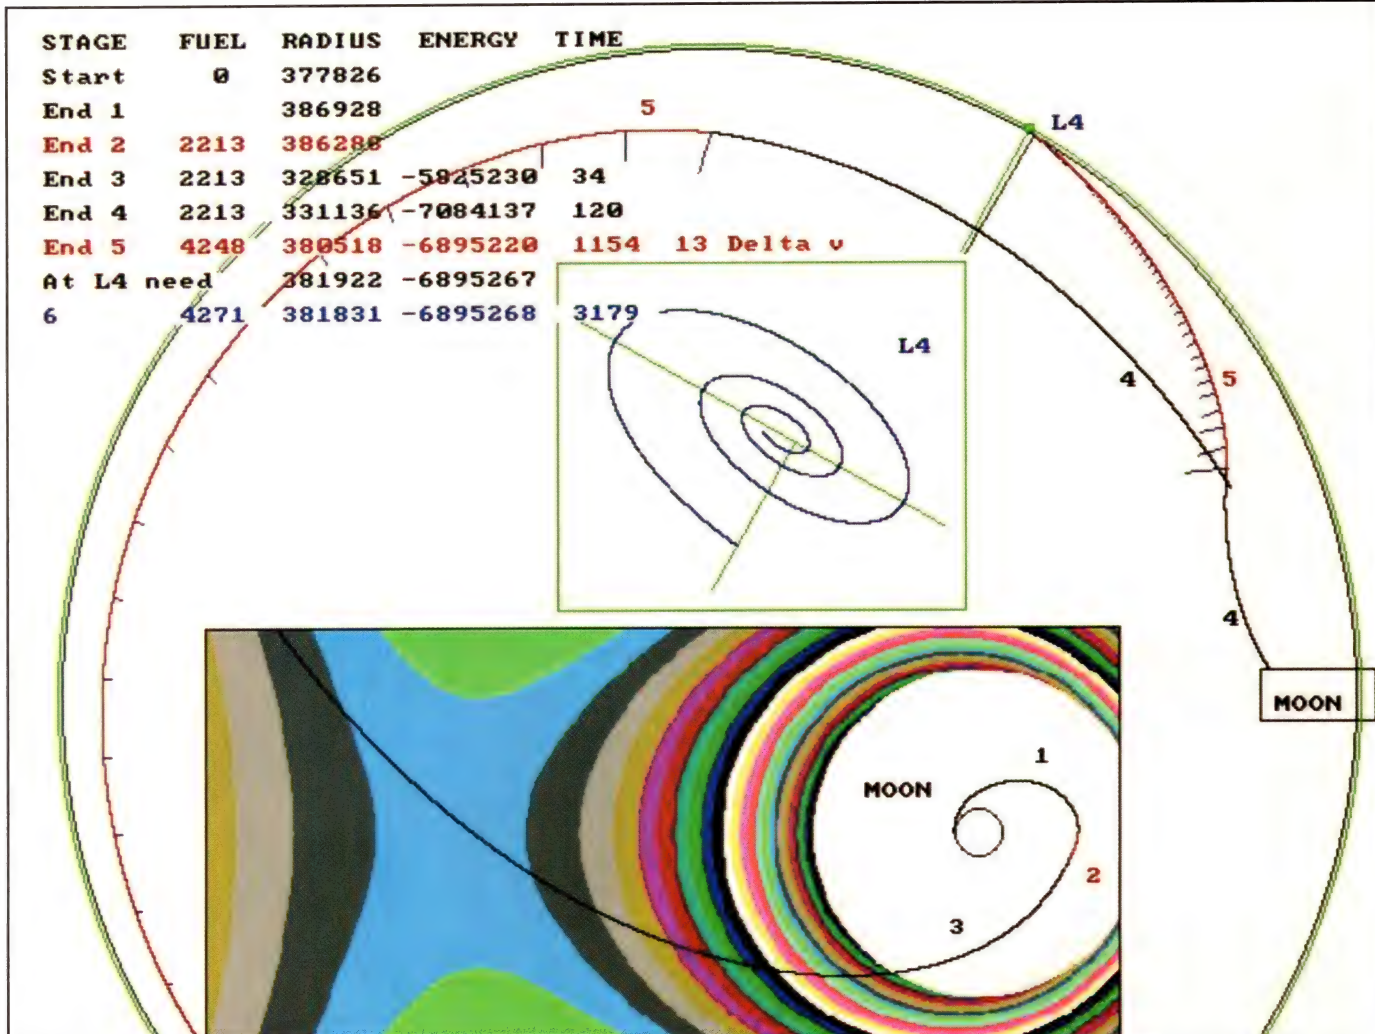 STAGE FUEL RADIUS ENERGY TIME
Start 0 377826
End 1 386928
End 2 2213 386288
End 3 2213 328651 -5825230 34
End 4 2213 331136 -7084137 120
End 5 4248 380518 -6895220 1154 13 Delta v
At L4 need 381922 -6895267
6 4271 381831 -6895268 3179
5
L4
L4
4
5
4
MOON
1
MOON
2
3